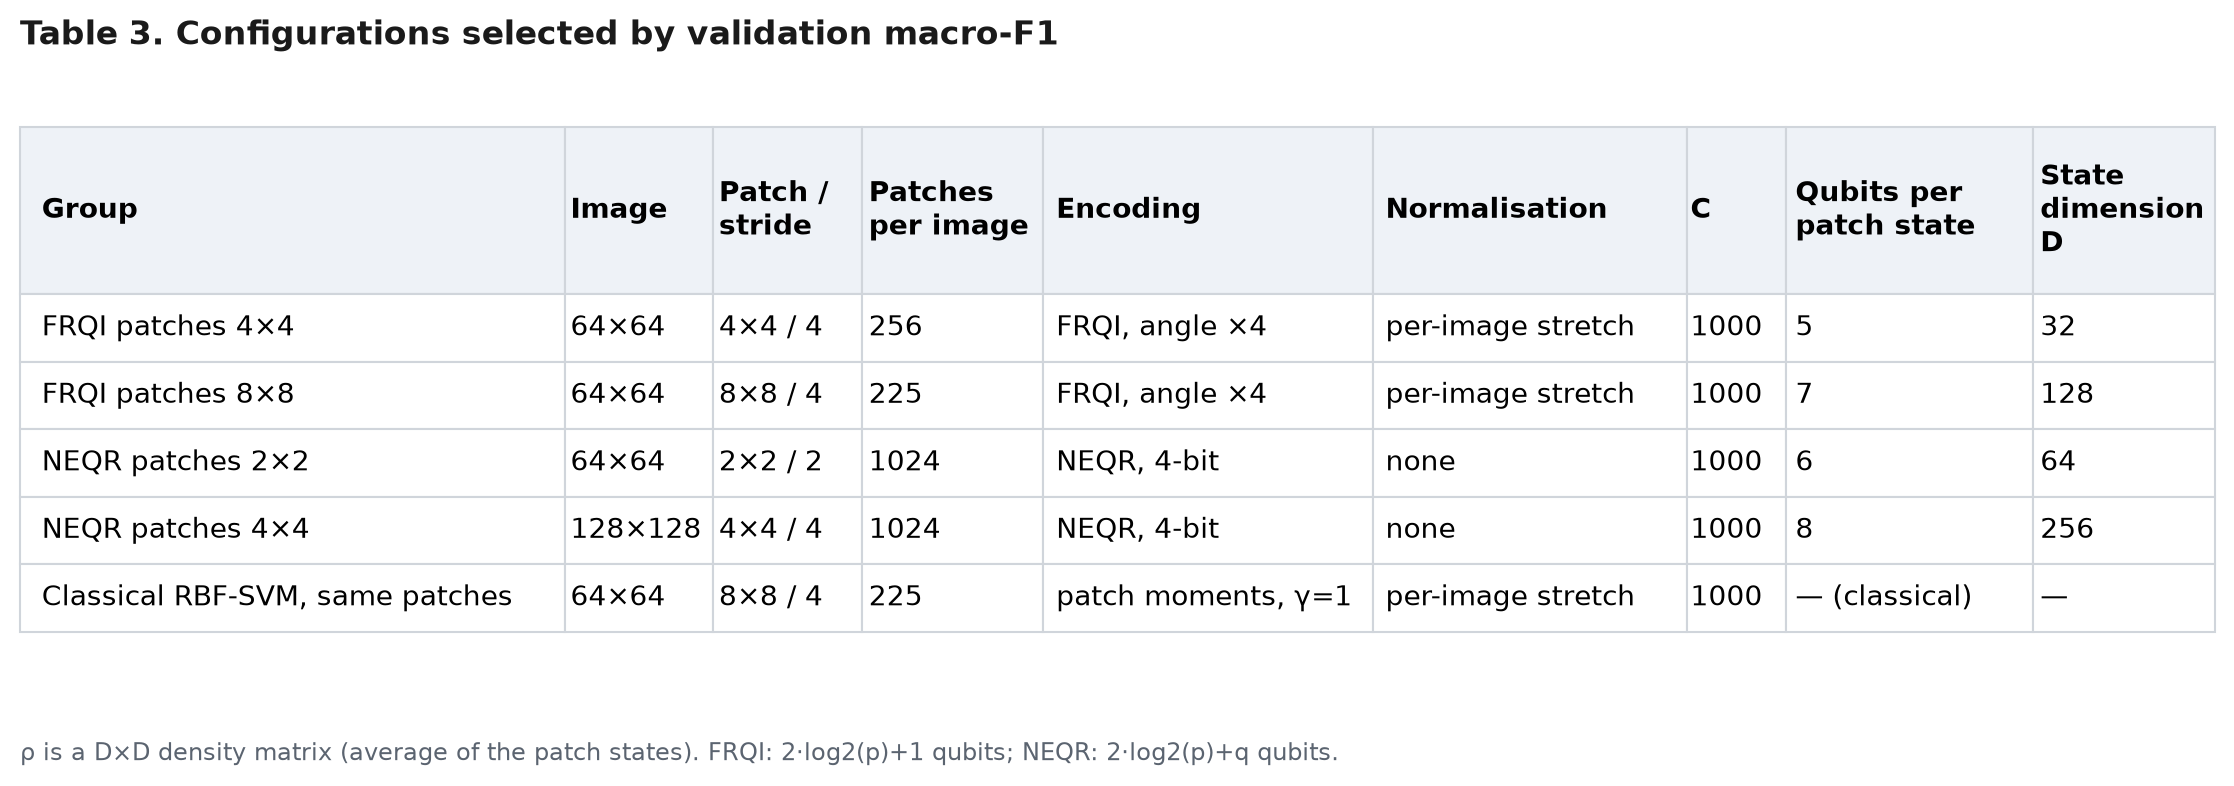 Table 3. Configurations selected by validation macro-F1
Group | Image | Patch / stride | Patches per image | Encoding | Normalisation | C | Qubits per patch state | State dimension D
FRQI patches 4×4 | 64×64 | 4×4 / 4 | 256 | FRQI, angle ×4 | per-image stretch | 1000 | 5 | 32
FRQI patches 8×8 | 64×64 | 8×8 / 4 | 225 | FRQI, angle ×4 | per-image stretch | 1000 | 7 | 128
NEQR patches 2×2 | 64×64 | 2×2 / 2 | 1024 | NEQR, 4-bit | none | 1000 | 6 | 64
NEQR patches 4×4 | 128×128 | 4×4 / 4 | 1024 | NEQR, 4-bit | none | 1000 | 8 | 256
Classical RBF-SVM, same patches | 64×64 | 8×8 / 4 | 225 | patch moments, γ=1 | per-image stretch | 1000 | — (classical) | —
ρ is a D×D density matrix (average of the patch states). FRQI: 2·log2(p)+1 qubits; NEQR: 2·log2(p)+q qubits.